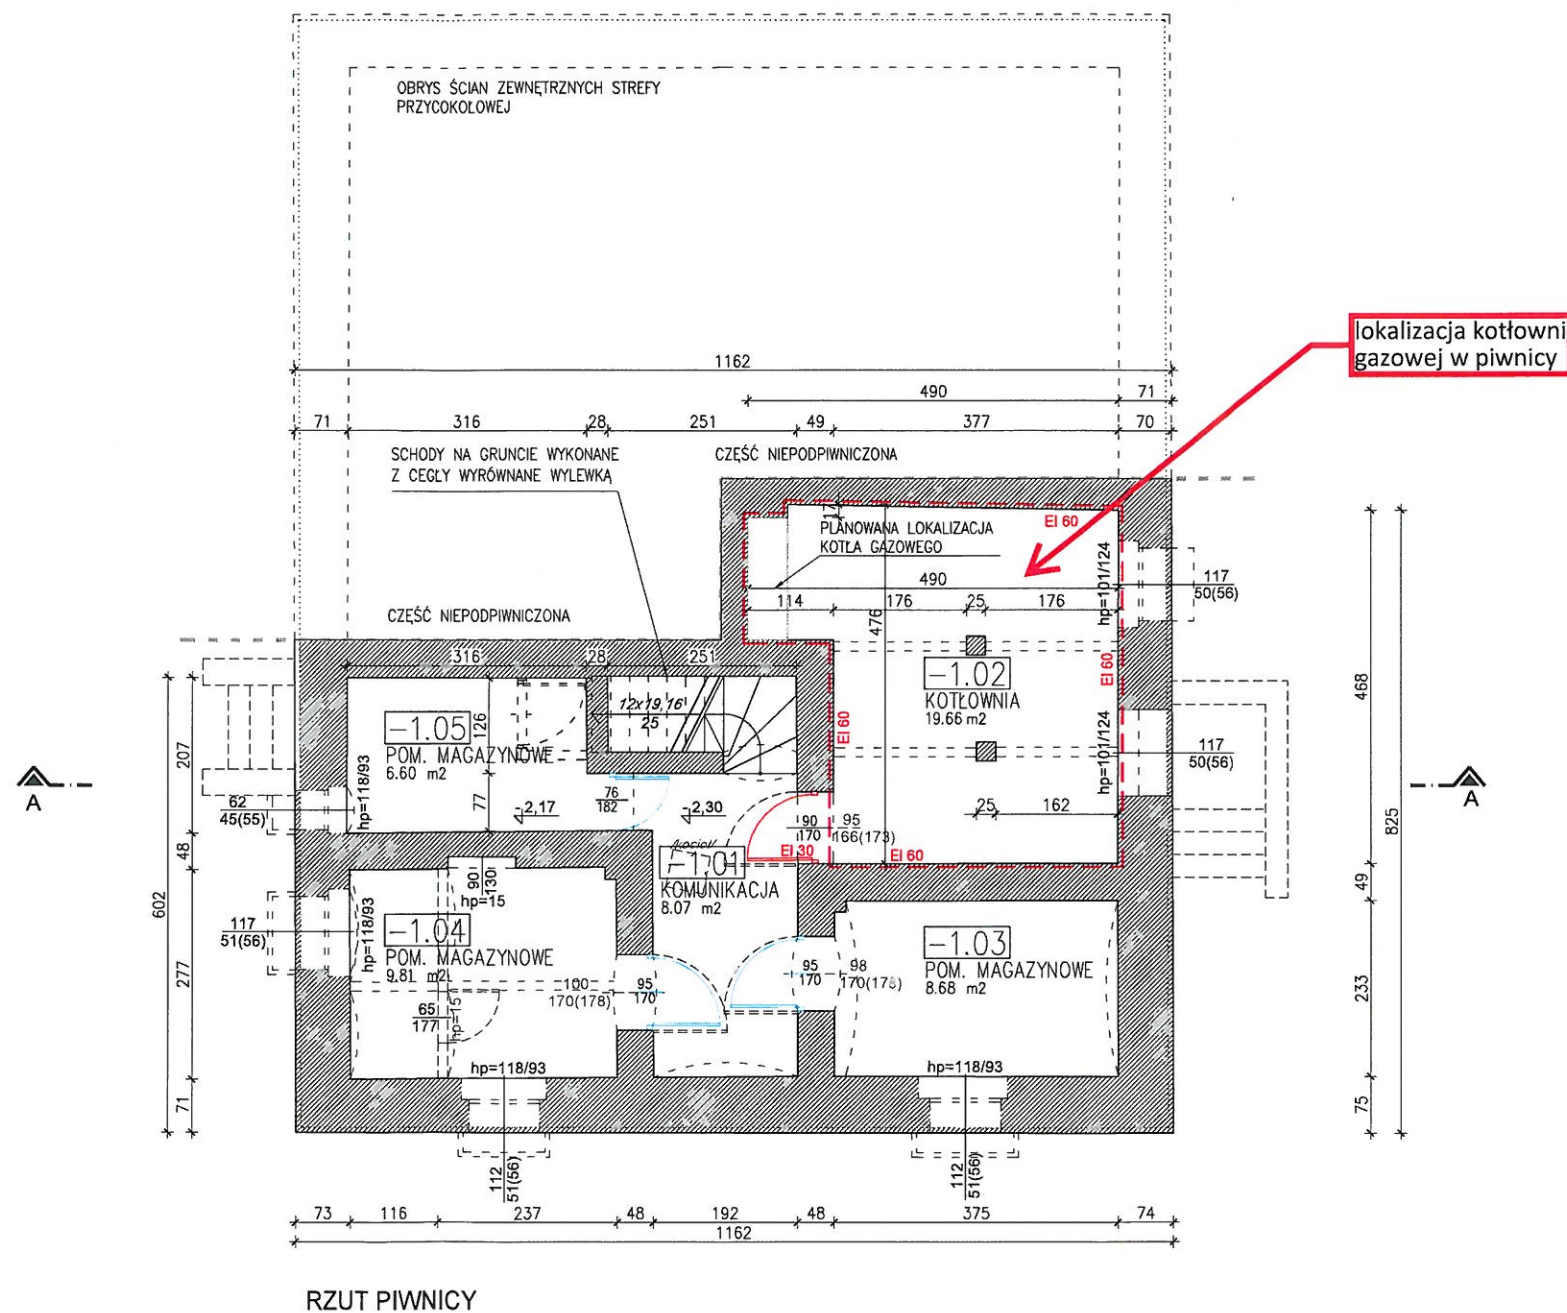 OBRYS ŚCIAN ZEWNĘTRZNYCH STREFY
PRZYCOKOŁOWEJ
lokalizacja kotłowni
gazowej w piwnicy
1162
490
71
71
316
28
251
49
377
70
SCHODY NA GRUNCIE WYKONANE
Z CEGŁY WYRÓWNANE WYLEWKĄ
CZĘŚĆ NIEPODPIWNICZONA
17
EI 60
PLANOWANA LOKALIZACJA
KOTŁA GAZOWEGO
490
114
176
25
176
476
hp=101/124
117
50(56)
CZĘŚĆ NIEPODPIWNICZONA
316
28
251
12x19,16
25
-1.02
KOTŁOWNIA
19.66 m2
EI 60
EI 60
468
825
-1.05
POM. MAGAZYNOWE
6.60 m2
126
77
207
hp=118/93
62
45(55)
76
182
-2,17
-2,30
hp=101/124
117
50(56)
A
A
25
162
90
170
95
166(173)
EI 30
EI 60
-1.01
KOMUNIKACJA
8.07 m2
48
49
602
90
130
hp=15
117
51(56)
hp=118/93
-1.04
POM. MAGAZYNOWE
9.81 m2
277
100
170(178)
95
170
65
177
hp=15
95
170
98
170(178)
-1.03
POM. MAGAZYNOWE
8.68 m2
233
hp=118/93
hp=118/93
71
75
112
51(56)
112
51(56)
73
116
237
48
192
48
375
74
1162
RZUT PIWNICY